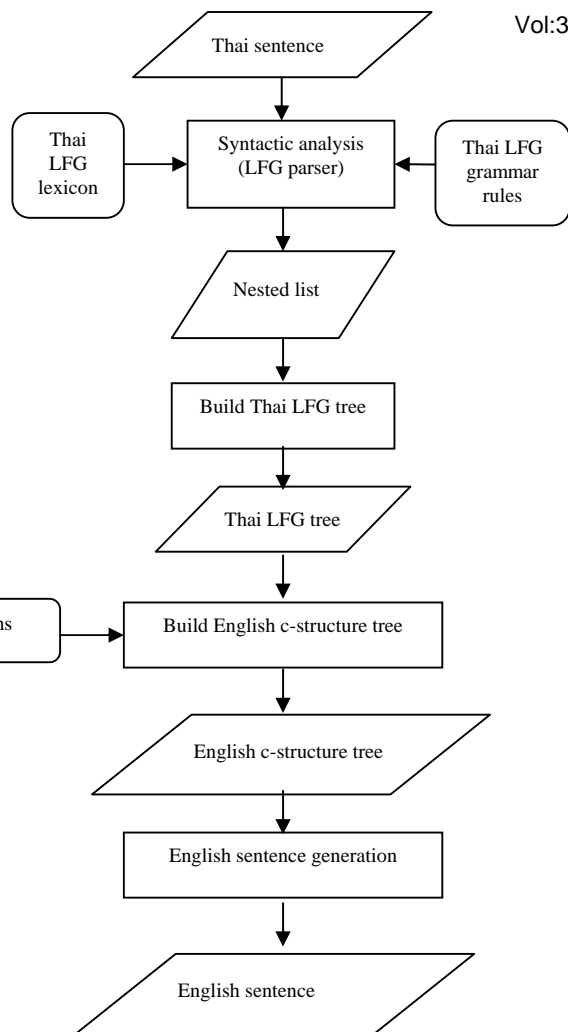 Vol:3
Thai sentence
Thai
LFG
lexicon
Syntactic analysis
(LFG parser)
Thai LFG
grammar
rules
Nested list
Build Thai LFG tree
Thai LFG tree
Build English c-structure tree
English c-structure tree
English sentence generation
English sentence